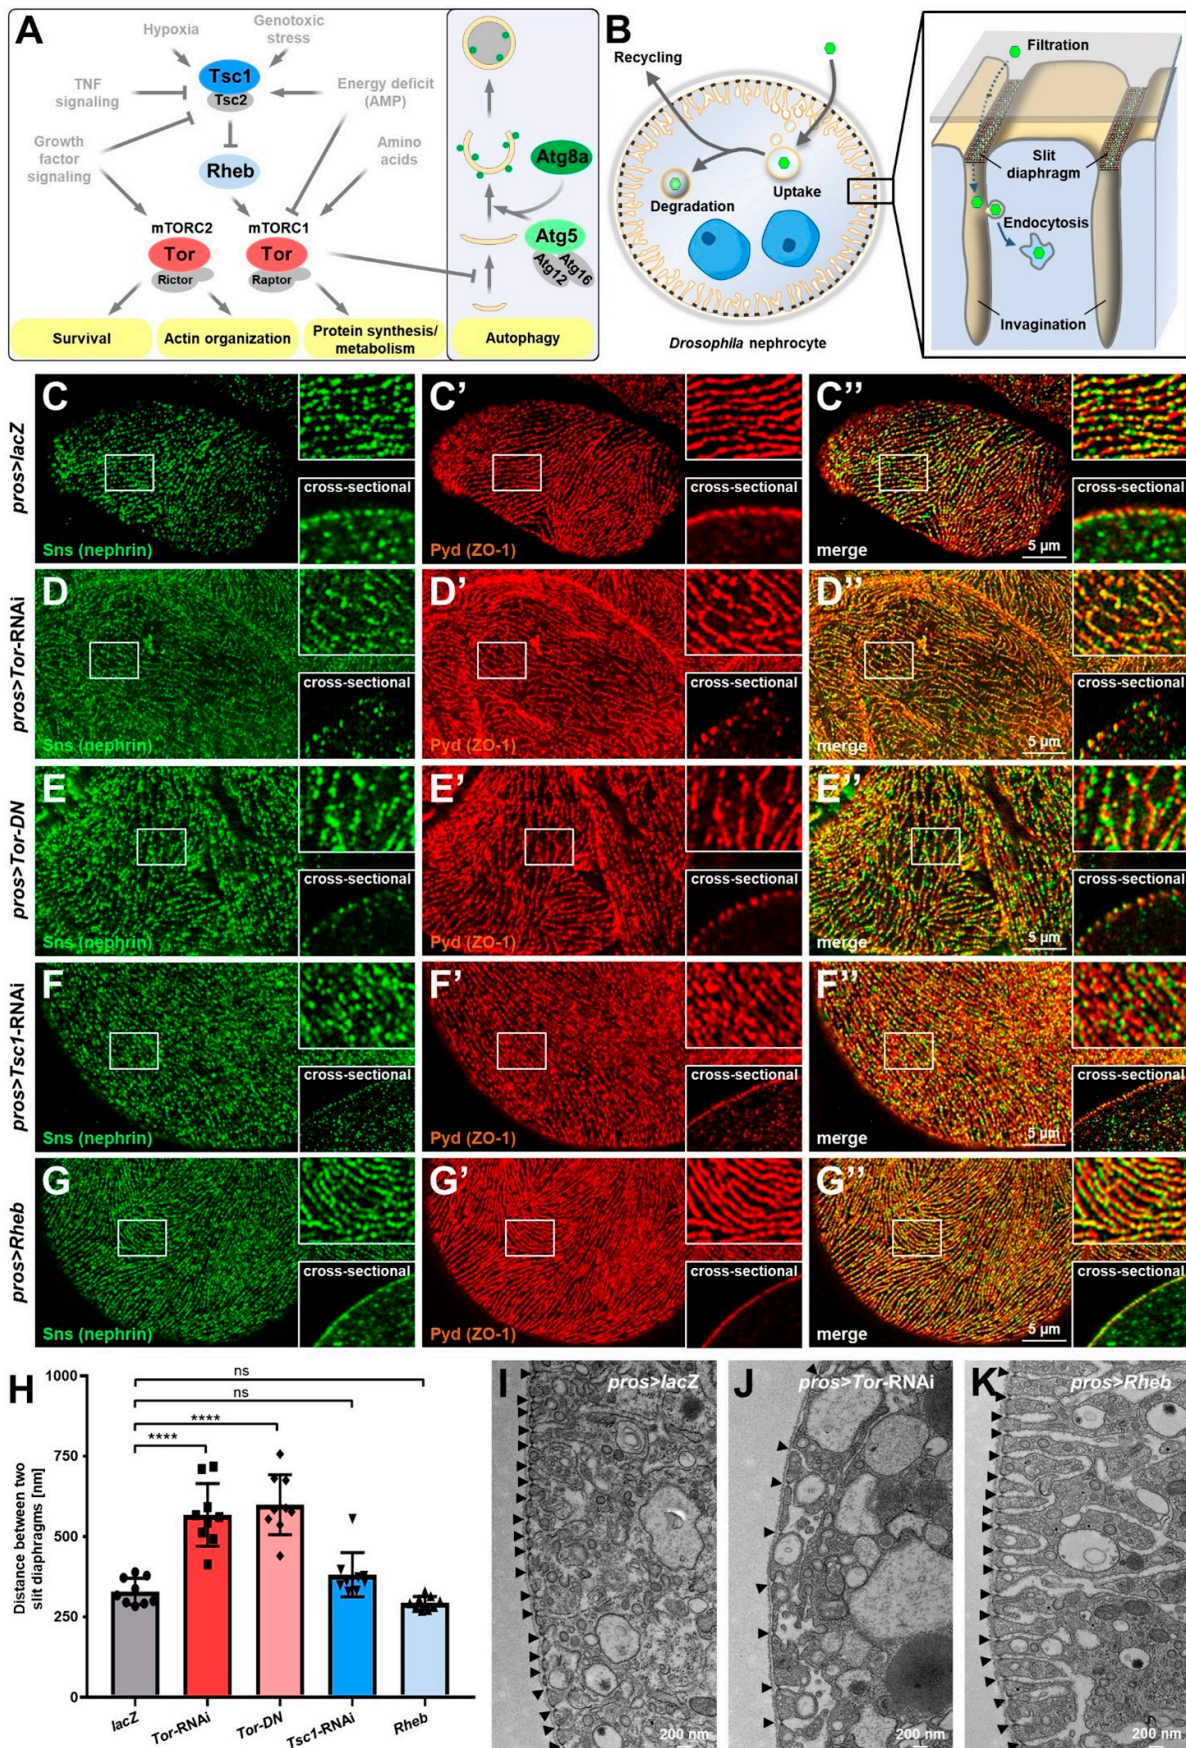 A
Hypoxia
Genotoxic
stress
Tsc1
Tsc2
TNF
signaling
Energy deficit
(AMP)
Growth
factor
signaling
Rheb
Amino
acids
mTORC2
Tor
Rictor
mTORC1
Tor
Raptor
Atg8a
Atg5
Atg12
Atg16
Survival
Actin organization
Protein synthesis/
metabolism
Autophagy
B
Recycling
Degradation
Uptake
Drosophila nephrocyte
Filtration
Slit
diaphragm
Endocytosis
Invagination
pros>lacZ
C
Sns (nephrin)
cross-sectional
C’
Pyd (ZO-1)
cross-sectional
C’’
merge
cross-sectional
5 µm
pros>Tor-RNAi
D
Sns (nephrin)
cross-sectional
D’
Pyd (ZO-1)
cross-sectional
D’’
merge
cross-sectional
5 µm
pros>Tor-DN
E
Sns (nephrin)
cross-sectional
E’
Pyd (ZO-1)
cross-sectional
E’’
merge
cross-sectional
5 µm
pros>Tsc1-RNAi
F
Sns (nephrin)
cross-sectional
F’
Pyd (ZO-1)
cross-sectional
F’’
merge
cross-sectional
5 µm
pros>Rheb
G
Sns (nephrin)
cross-sectional
G’
Pyd (ZO-1)
cross-sectional
G’’
merge
cross-sectional
5 µm
H
Distance between two
slit diaphragms [nm]
1000
750
500
250
0
ns
ns
****
****
lacZ
Tor-RNAi
Tor-DN
Tsc1-RNAi
Rheb
I
pros>lacZ
200 nm
J
pros>Tor-RNAi
200 nm
K
pros>Rheb
200 nm